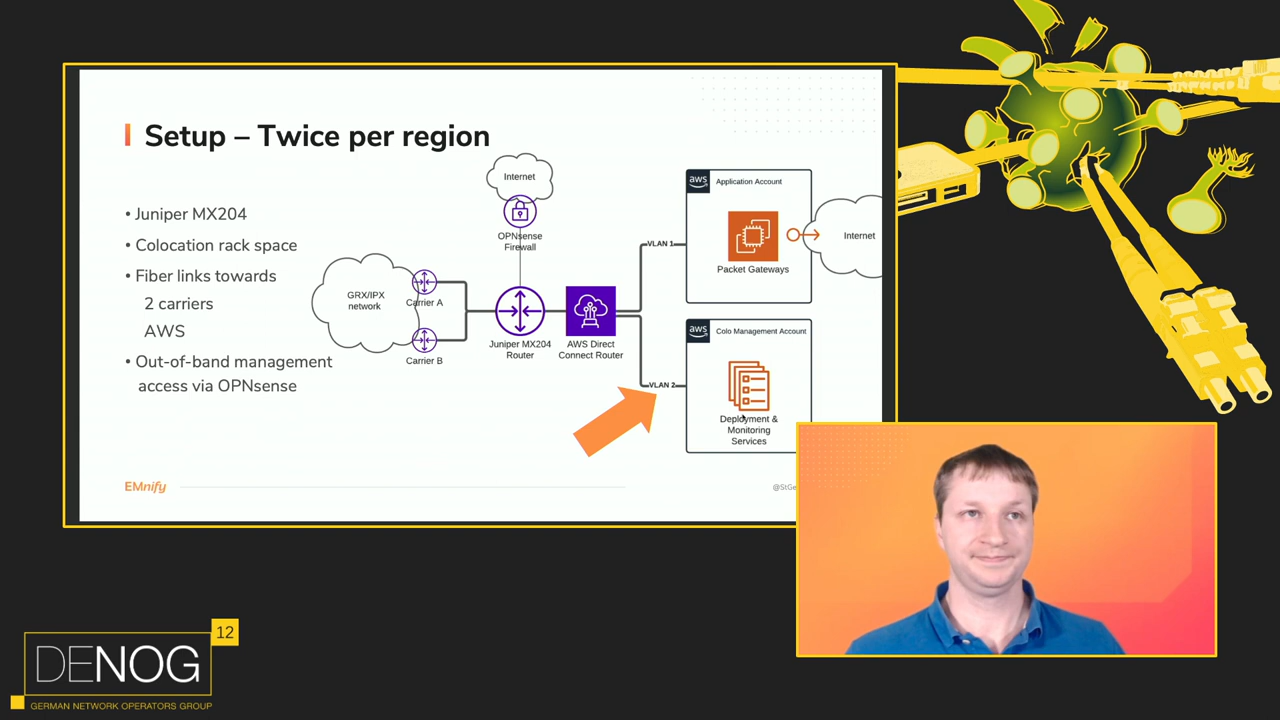 Setup – Twice per region
• Juniper MX204
• Colocation rack space
• Fiber links towards
2 carriers
AWS
• Out-of-band management
access via OPNsense
Internet
OPNsense
Firewall
GRX/IPX
network
Carrier A
Carrier B
Juniper MX204
Router
AWS Direct
Connect Router
VLAN 1
VLAN 2
aws
Application Account
Packet Gateways
Internet
aws
Colo Management Account
Deployment &
Monitoring
Services
EMnify
@StGe
12
DENOG
GERMAN NETWORK OPERATORS GROUP